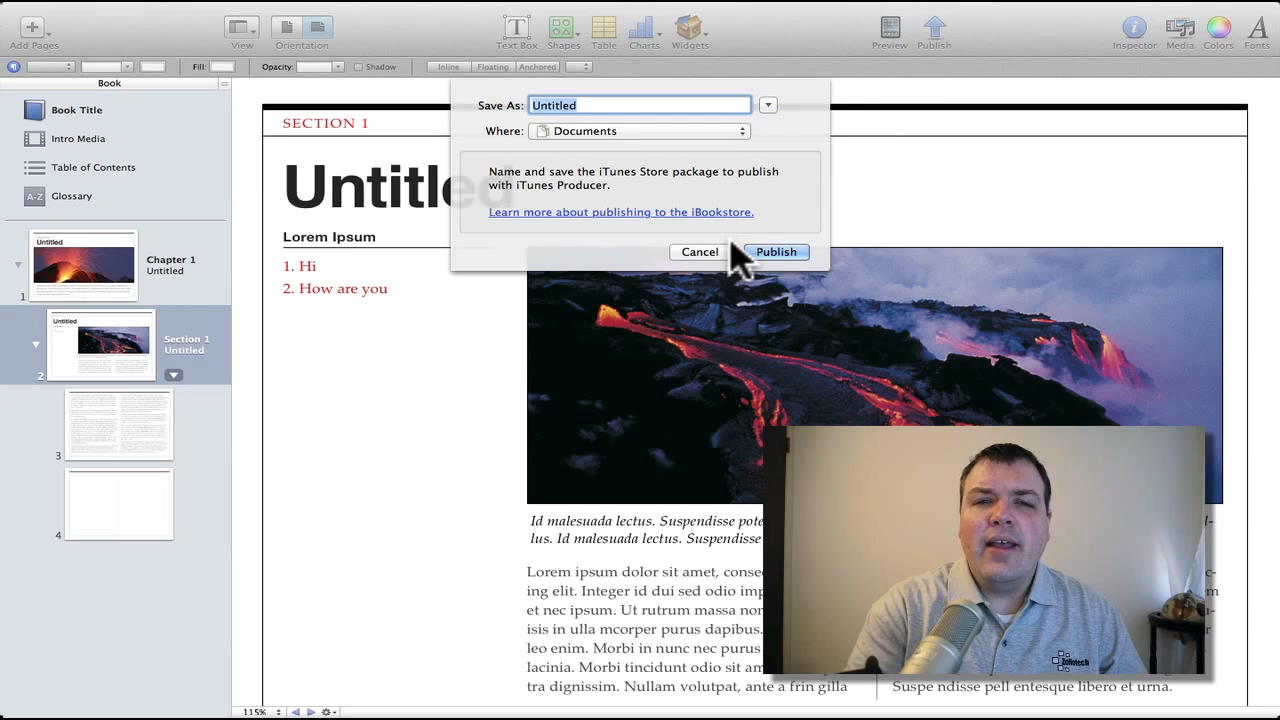 Add Pages
View
Orientation
Text Box
Shapes
Table
Charts
Widgets
Preview
Publish
Inspector
Media
Colors
Fonts
Fill:
Opacity:
Shadow
Inline
Floating
Anchored
Book
Book Title
Intro Media
Table of Contents
A-Z Glossary
Untitled
Chapter 1
Untitled
1
Untitled
Section 1
Untitled
2
3
4
Save As: Untitled
Where: Documents
Name and save the iTunes Store package to publish
with iTunes Producer.
Learn more about publishing to the iBookstore.
Cancel
Publish
SECTION 1
Untitled
Lorem Ipsum
1. Hi
2. How are you
Id malesuada lectus. Suspendisse pote
lus. Id malesuada lectus. Suspendisse
Lorem ipsum dolor sit amet, consec
ing elit. Integer id dui sed odio imp
et nec ipsum. Ut rutrum massa non
isis in ulla mcorper purus dapibus.
leo enim. Morbi in nunc nec purus
lacinia. Morbi tincidunt odio sit am
tra dignissim. Nullam volutpat, ante a frin gilla
Suspe ndisse pell entesque libero et urna.
zollotech
115%